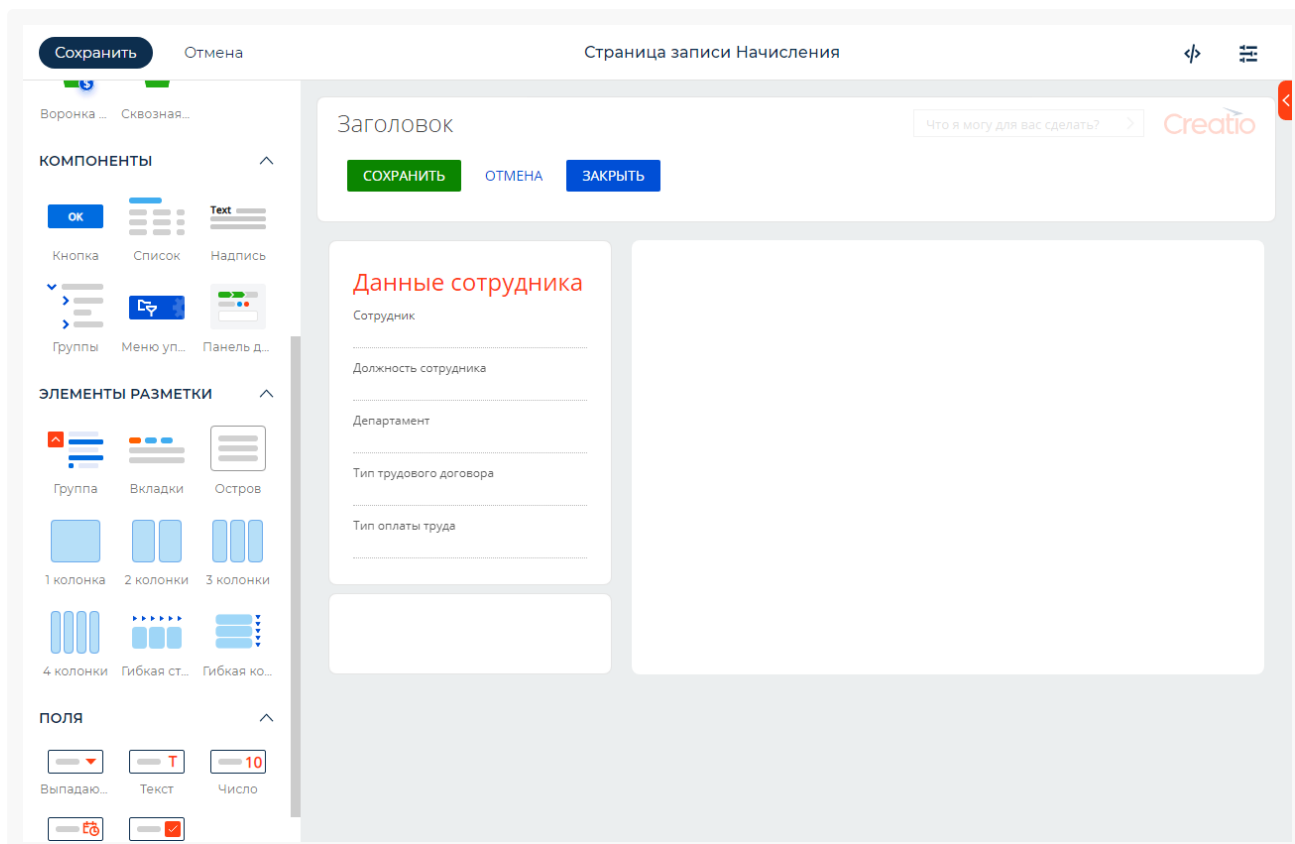 Сохранить Отмена Страница записи Начисления
Воронка ... Сквозная...
КОМПОНЕНТЫ
OK Text
Кнопка Список Надпись
Группы Меню уп... Панель д...
ЭЛЕМЕНТЫ РАЗМЕТКИ
Группа Вкладки Остров
1 колонка 2 колонки 3 колонки
4 колонки Гибкая ст... Гибкая ко...
ПОЛЯ
T 10
Выпадаю... Текст Число
Заголовок
Что я могу для вас сделать? Creatio
СОХРАНИТЬ ОТМЕНА ЗАКРЫТЬ
Данные сотрудника
Сотрудник
Должность сотрудника
Департамент
Тип трудового договора
Тип оплаты труда